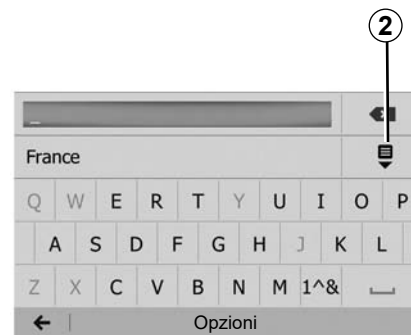 2
_
France
Q W E R T Y U I O P
A S D F G H J K L
Z X C V B N M 1^&
Opzioni